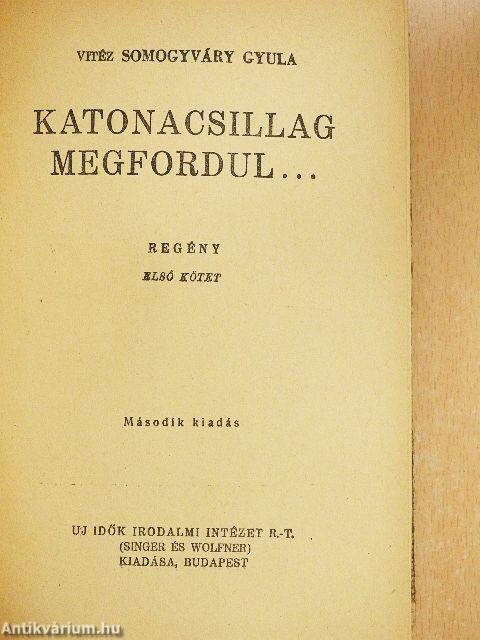 VITÉZ SOMOGYVÁRY GYULA
KATONACSILLAG
MEGFORDUL...
REGÉNY
ELSŐ KÖTET
Második kiadás
UJ IDŐK IRODALMI INTÉZET R.-T.
(SINGER ÉS WOLFNER)
KIADÁSA, BUDAPEST
Antikvárium.hu